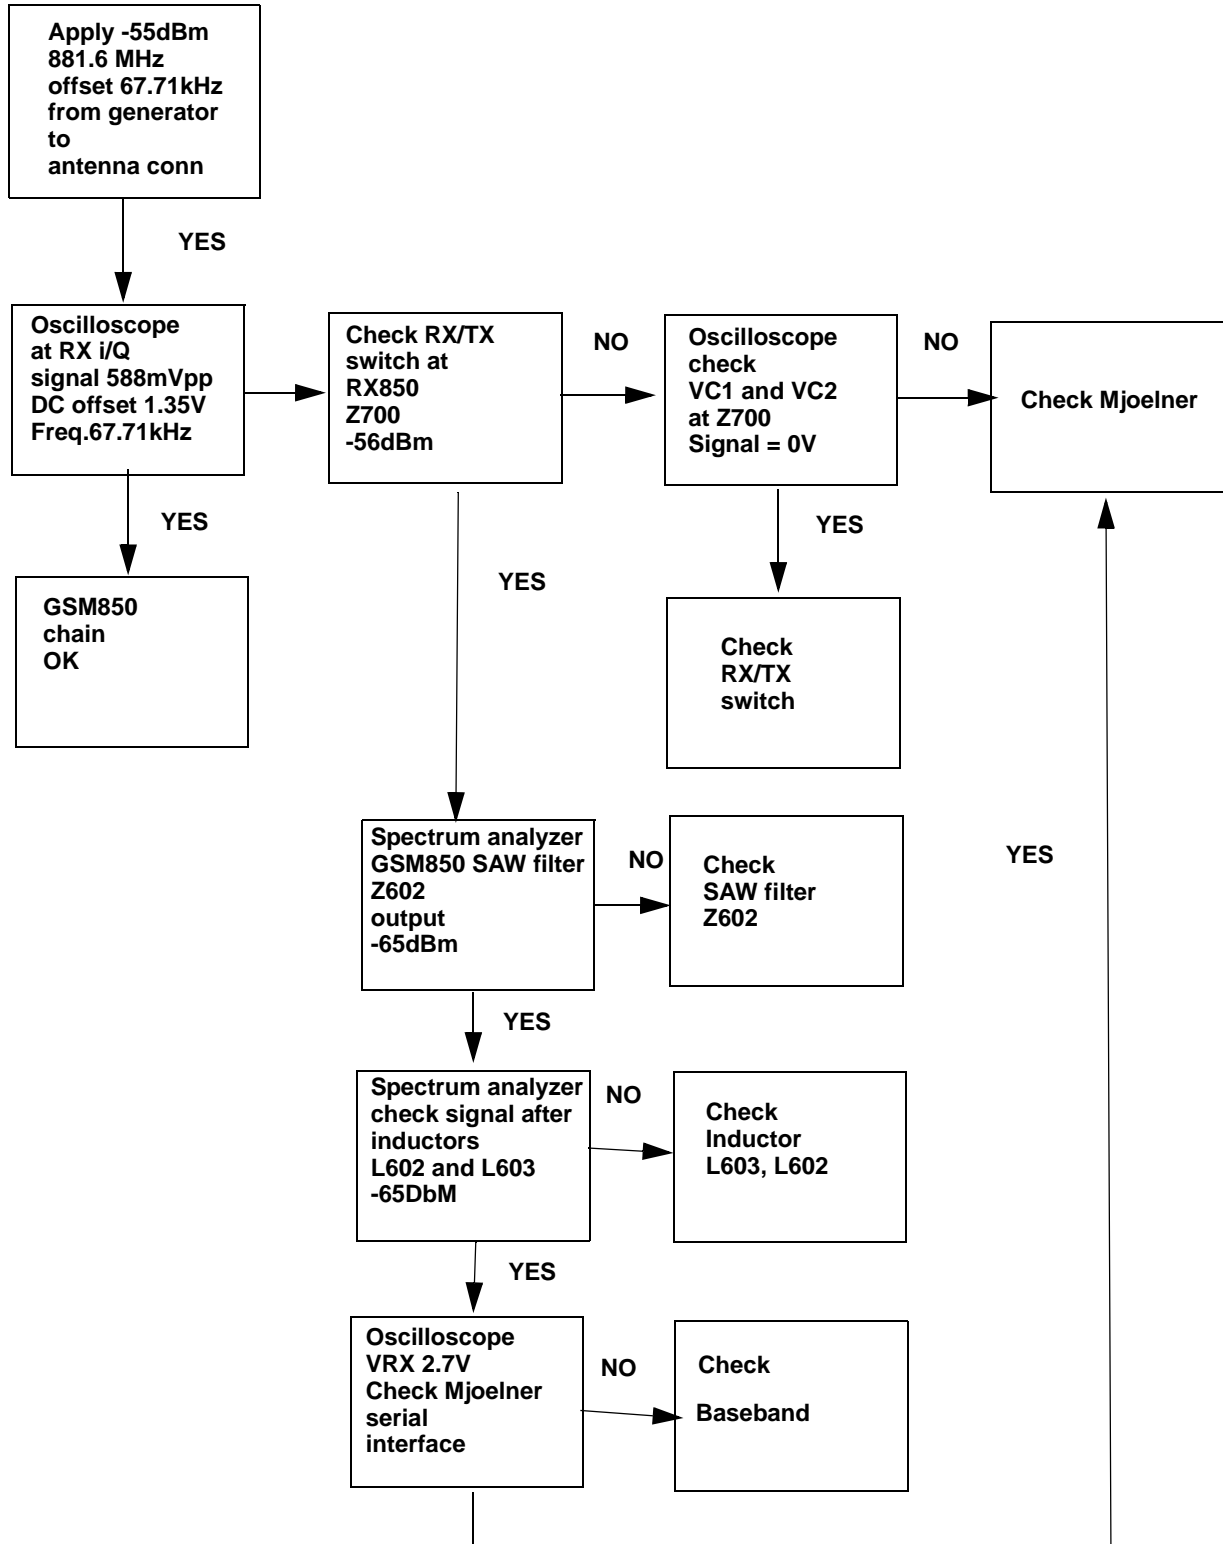 Apply -55dBm
881.6 MHz
offset 67.71kHz
from generator
to
antenna conn
YES
Oscilloscope
at RX i/Q
signal 588mVpp
DC offset 1.35V
Freq.67.71kHz
Check RX/TX
switch at
RX850
Z700
-56dBm
NO
Oscilloscope
check
VC1 and VC2
at Z700
Signal = 0V
NO
Check Mjoelner
YES
GSM850
chain
OK
YES
YES
Check
RX/TX
switch
Spectrum analyzer
GSM850 SAW filter
Z602
output
-65dBm
NO
Check
SAW filter
Z602
YES
YES
Spectrum analyzer
check signal after
inductors
L602 and L603
-65DbM
NO
Check
Inductor
L603, L602
YES
Oscilloscope
VRX 2.7V
Check Mjoelner
serial
interface
NO
Check
Baseband